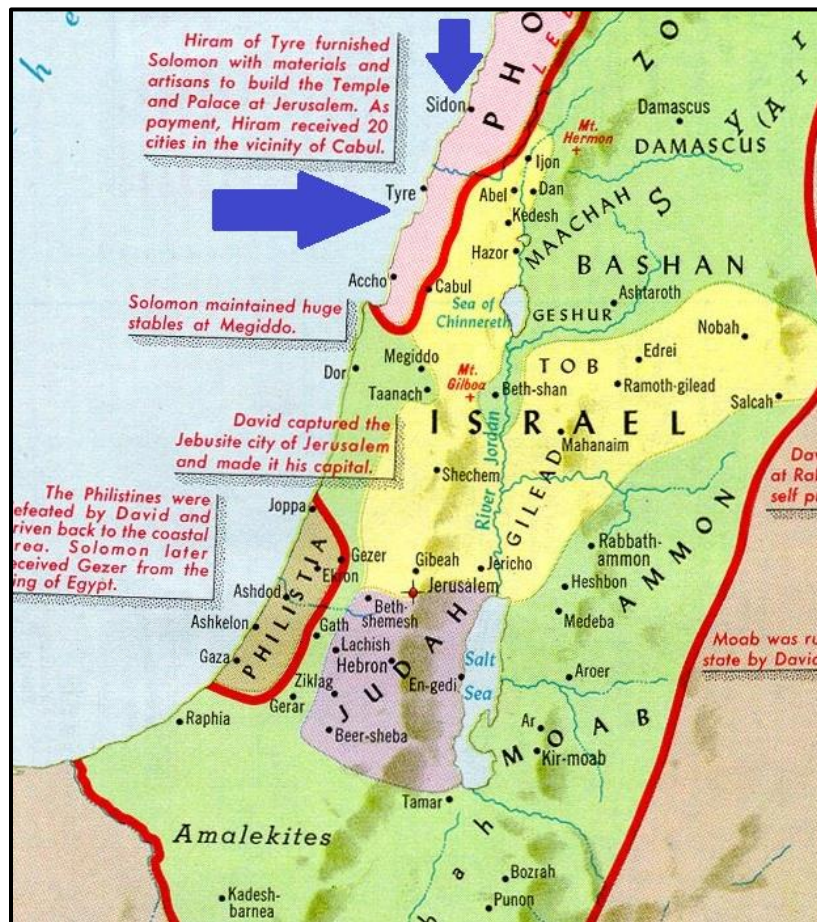 h e
Hiram of Tyre furnished
Solomon with materials and
artisans to build the Temple
and Palace at Jerusalem. As
payment, Hiram received 20
cities in the vicinity of Cabul.
P H O
L E
Z O
r
y (A r
Sidon
Damascus
DAMASCUS
Mt.
Hermon
Ijon
Tyre
Abel
Dan
Kedesh
MAACHAH
S
Hazor
BASHAN
Accho
Cabul
Sea of
Chinnereth
Ashtaroth
GESHUR
Solomon maintained huge
stables at Megiddo.
Nobah
Dor
Megiddo
TOB
Edrei
Mt.
Gilboa
Taanach
Beth-shan
Ramoth-gilead
Salcah
David captured the
Jebusite city of Jerusalem
and made it his capital.
ISRAEL
Mahanaim
River Jordan
GILEAD
Shechem
Dav
at Rab
self pr
The Philistines were
efeated by David and
riven back to the coastal
rea. Solomon later
eceived Gezer from the
ing of Egypt.
Joppa
Gezer
Ekron
Gibeah
Jericho
Jerusalem
Rabbath-
ammon
AMMON
Heshbon
Medeba
PHILISTIA
Ashdod
Beth-
shemesh
Ashkelon
Gath
Lachish
Hebron
JUDAH
Gaza
Ziklag
En-gedi
Salt
Sea
Aroer
Moab was ru
state by David
Gerar
Raphia
Beer-sheba
Ar
Kir-moab
MOAB
Tamar
Amalekites
a h
Bozrah
Punon
Kadesh-
barnea